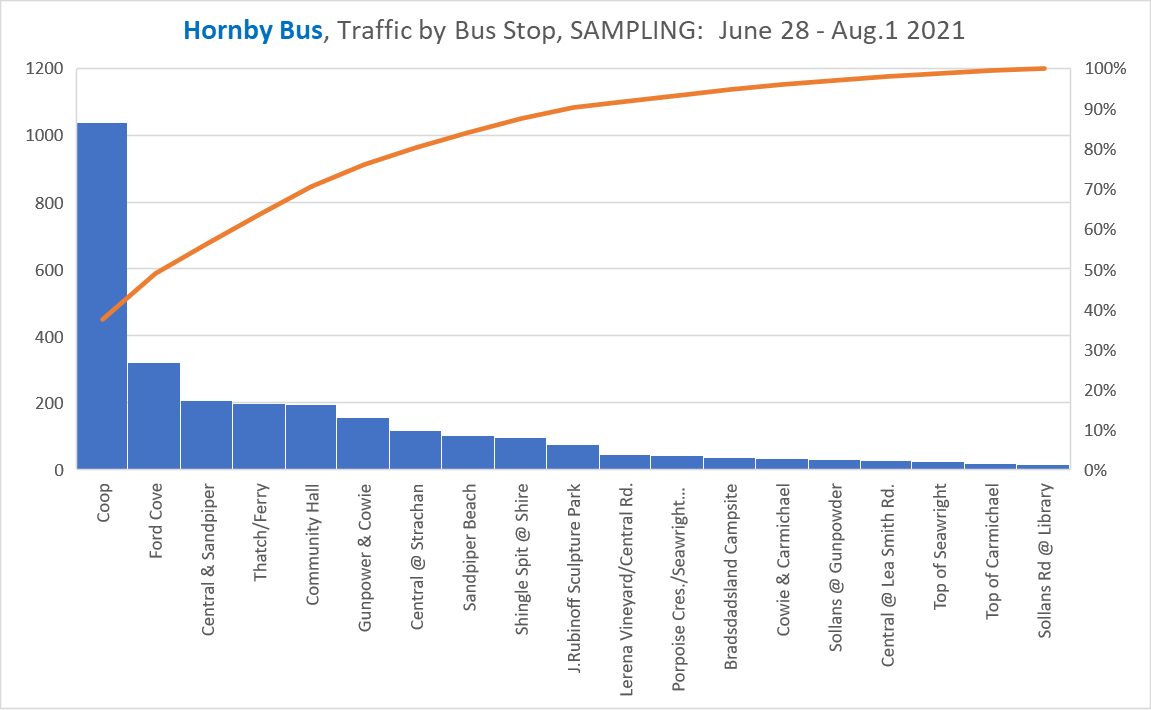 Hornby Bus, Traffic by Bus Stop, SAMPLING:  June 28 - Aug.1 2021
1200
1000
800
600
400
200
0
100%
90%
80%
70%
60%
50%
40%
30%
20%
10%
0%
Coop
Ford Cove
Central & Sandpiper
Thatch/Ferry
Community Hall
Gunpower & Cowie
Central @ Strachan
Sandpiper Beach
Shingle Spit @ Shire
J.Rubinoff Sculpture Park
Lerena Vineyard/Central Rd.
Porpoise Cres./Seawright...
Bradsdadsland Campsite
Cowie & Carmichael
Sollans @ Gunpowder
Central @ Lea Smith Rd.
Top of Seawright
Top of Carmichael
Sollans Rd @ Library